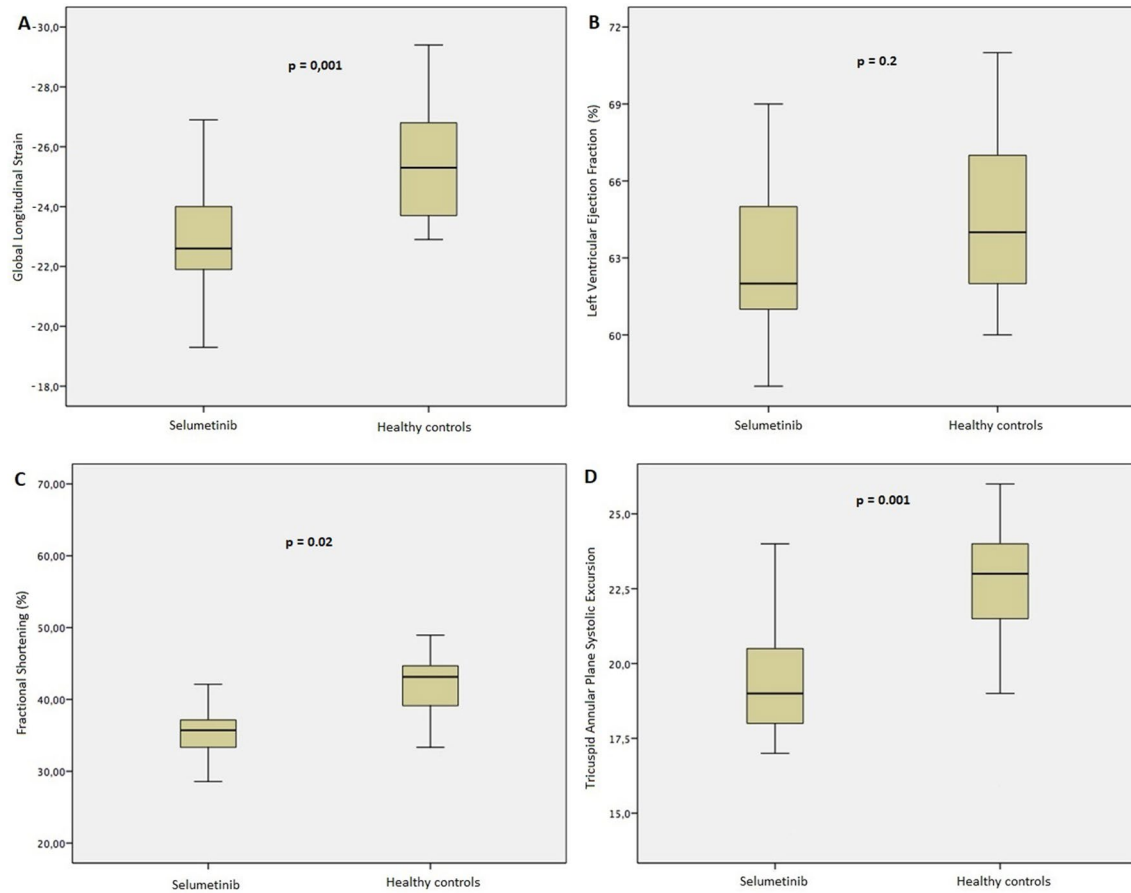 A
Global Longitudinal Strain
-30,0
-28,0
-26,0
-24,0
-22,0
-20,0
-18,0
p = 0,001
Selumetinib
Healthy controls
B
Left Ventricular Ejection Fraction (%)
72
69
66
63
60
p = 0.2
Selumetinib
Healthy controls
C
Fractional Shortening (%)
70,00
60,00
50,00
40,00
30,00
20,00
p = 0.02
Selumetinib
Healthy controls
D
Tricuspid Annular Plane Systolic Excursion
25,0
22,5
20,0
17,5
15,0
p = 0.001
Selumetinib
Healthy controls